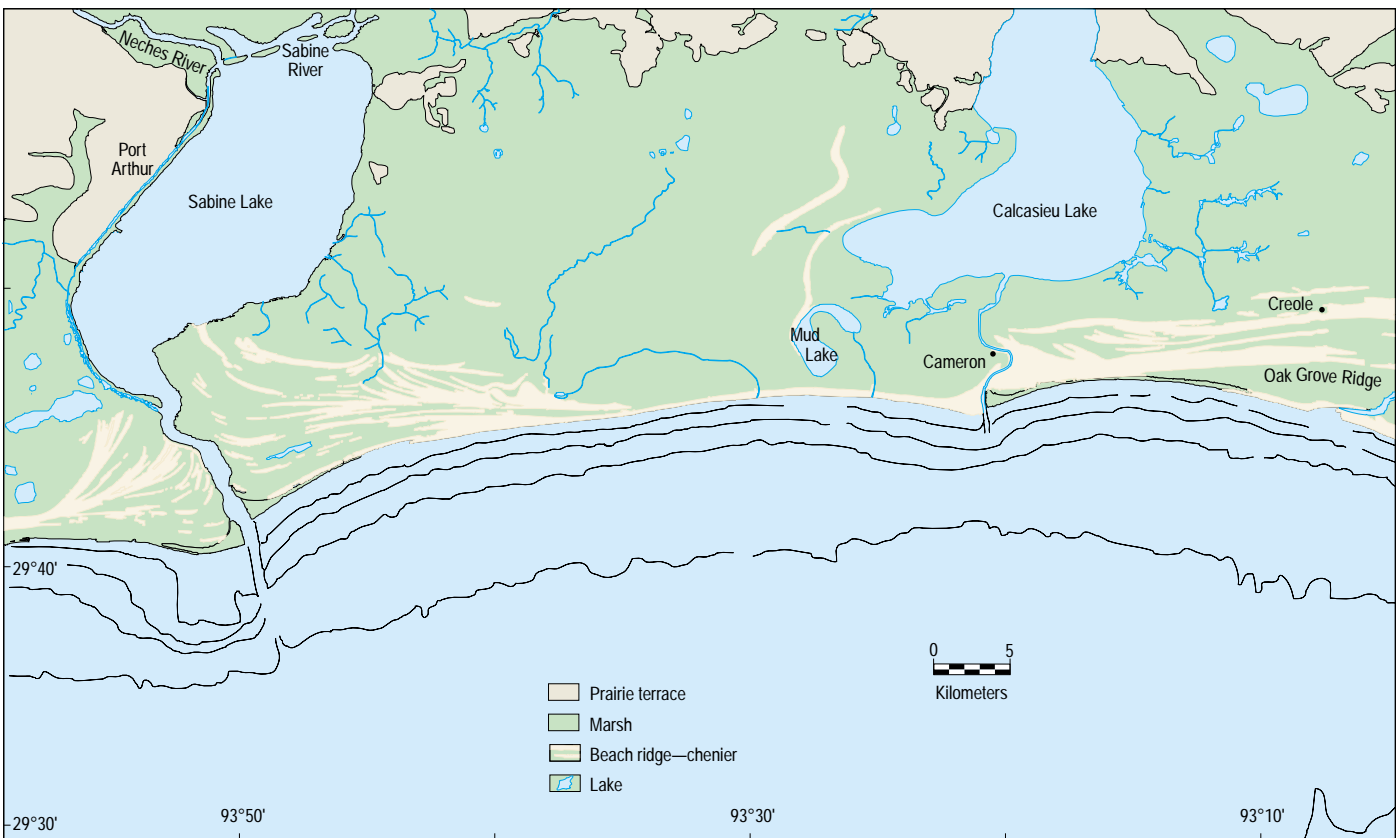 Neches River
Sabine
River
Port
Arthur
Sabine Lake
Calcasieu Lake
Creole
Mud
Lake
Cameron
Oak Grove Ridge
29°40'
0 5
Kilometers
Prairie terrace
Marsh
Beach ridge—chenier
Lake
93°50' 93°30' 93°10'
29°30'